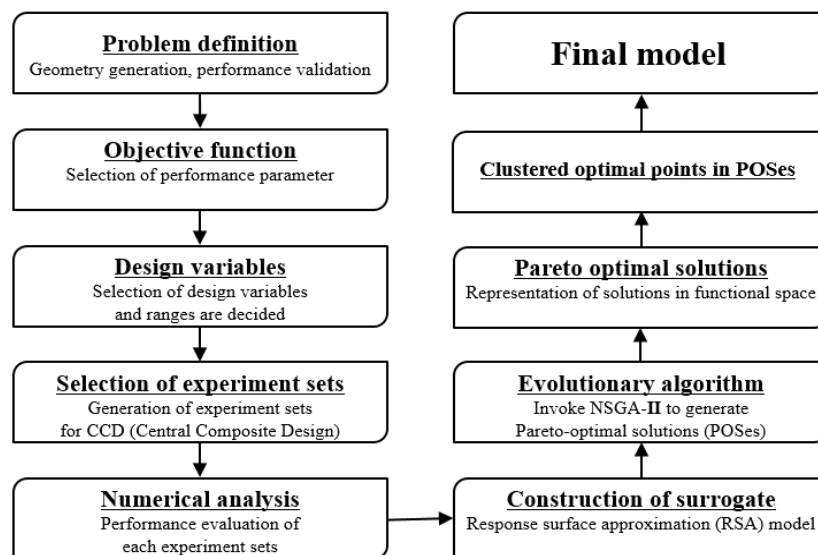 Problem definition
Geometry generation, performance validation
Objective function
Selection of performance parameter
Design variables
Selection of design variables
and ranges are decided
Selection of experiment sets
Generation of experiment sets
for CCD (Central Composite Design)
Numerical analysis
Performance evaluation of
each experiment sets
Construction of surrogate
Response surface approximation (RSA) model
Evolutionary algorithm
Invoke NSGA-II to generate
Pareto-optimal solutions (POSes)
Pareto optimal solutions
Representation of solutions in functional space
Clustered optimal points in POSes
Final model